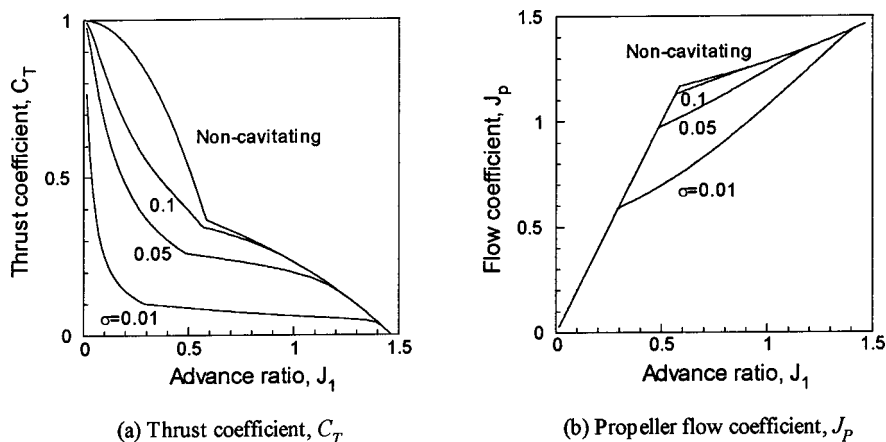 1
0.5
0
0
0.5
1
1.5
Thrust coefficient, C_T
Non-cavitating
0.1
0.05
σ=0.01
Advance ratio, J_1
(a) Thrust coefficient, C_T
1.5
1
0.5
0
0
0.5
1
1.5
Flow coefficient, J_p
Non-cavitating
0.1
0.05
σ=0.01
Advance ratio, J_1
(b) Propeller flow coefficient, J_P